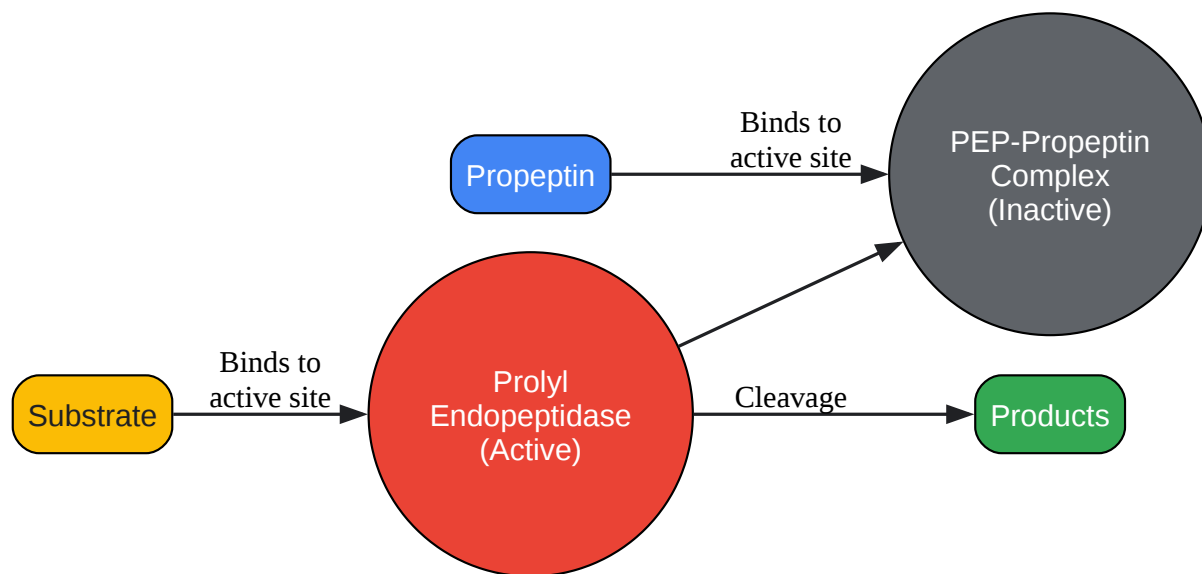 Binds to
active site
Propeptin
PEP-Propeptin
Complex
(Inactive)
Binds to
active site
Substrate
Prolyl
Endopeptidase
(Active)
Cleavage
Products